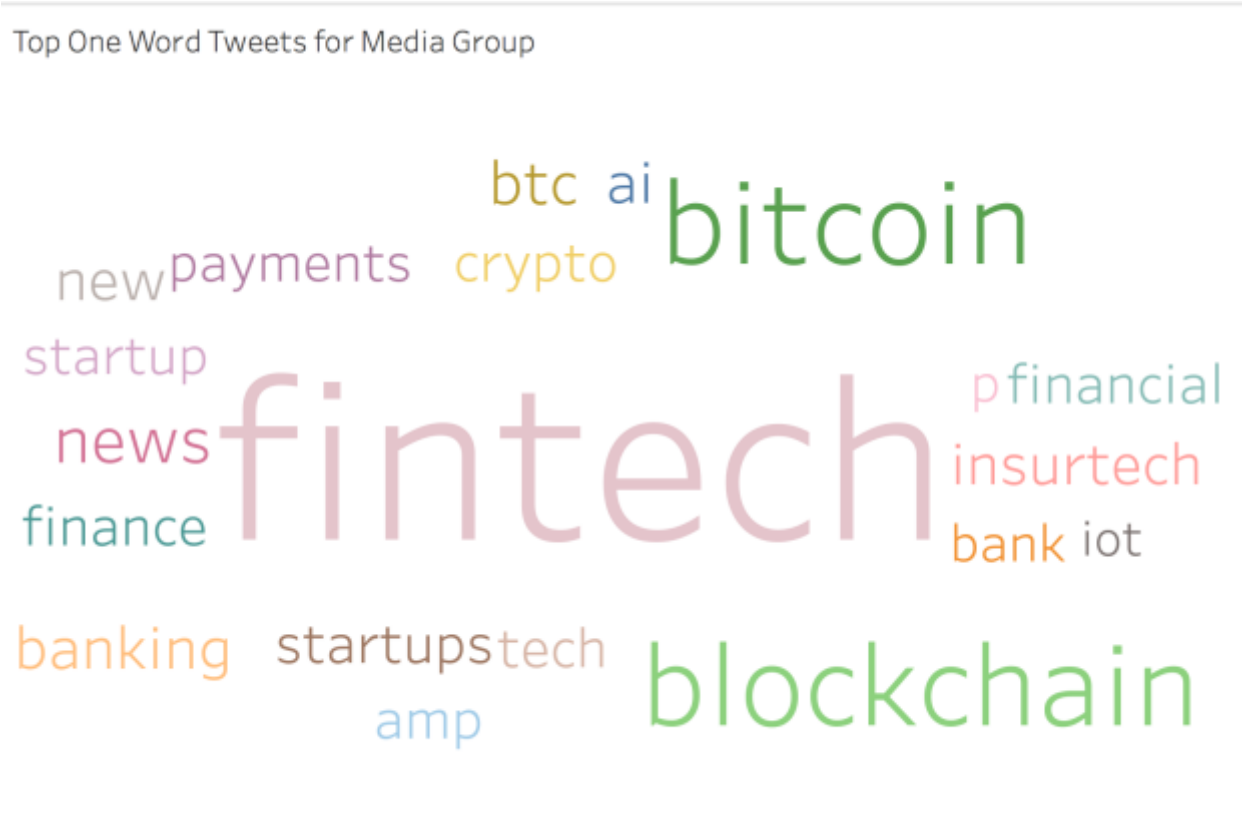 Top One Word Tweets for Media Group
btc ai bitcoin
new payments crypto
startup
p financial
news fintech insurtech
finance bank iot
banking startups tech blockchain
amp